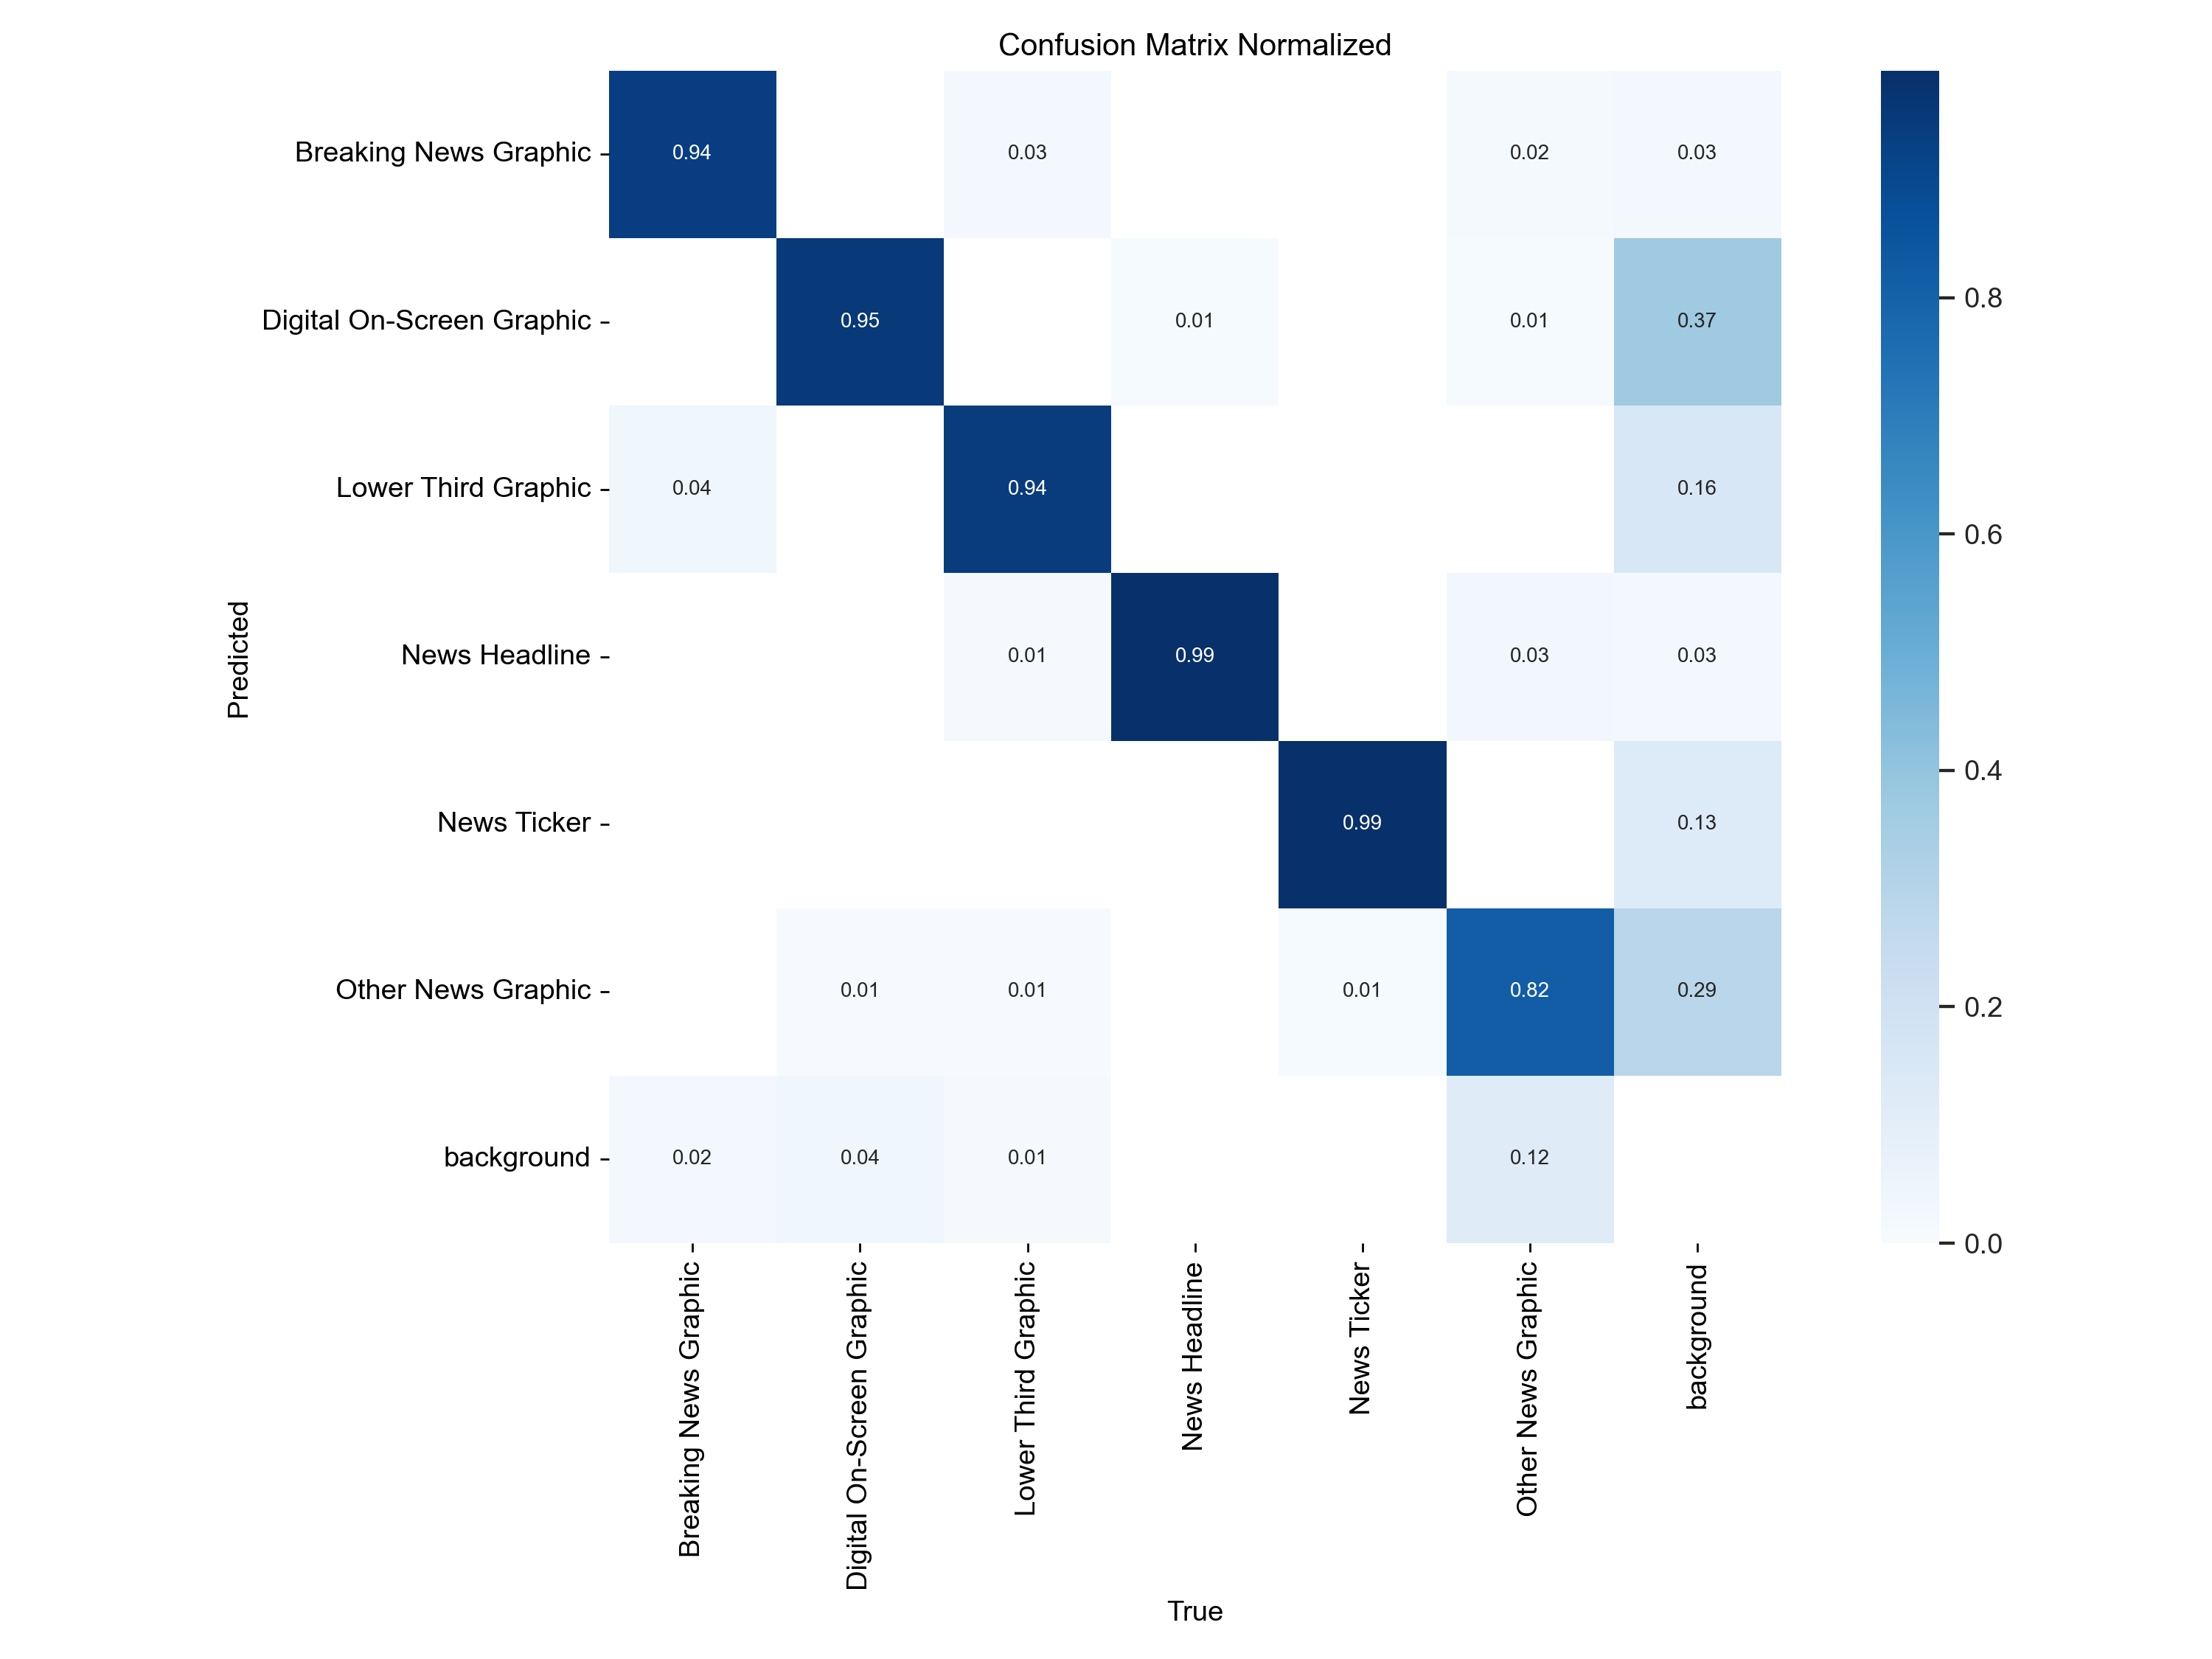 Confusion Matrix Normalized
Breaking News Graphic 0.94 0.03 0.02 0.03
Digital On-Screen Graphic 0.95 0.01 0.01 0.37
Lower Third Graphic 0.04 0.94 0.16
News Headline 0.01 0.99 0.03 0.03
News Ticker 0.99 0.13
Other News Graphic 0.01 0.01 0.01 0.82 0.29
background 0.02 0.04 0.01 0.12
Predicted
Breaking News Graphic
Digital On-Screen Graphic
Lower Third Graphic
News Headline
News Ticker
Other News Graphic
background
True
0.8
0.6
0.4
0.2
0.0